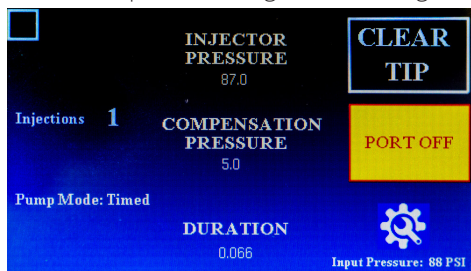 INJECTOR
PRESSURE
87.0
CLEAR
TIP
Injections 1
COMPENSATION
PRESSURE
5.0
PORT OFF
Pump Mode: Timed
DURATION
0.066
Input Pressure: 88 PSI